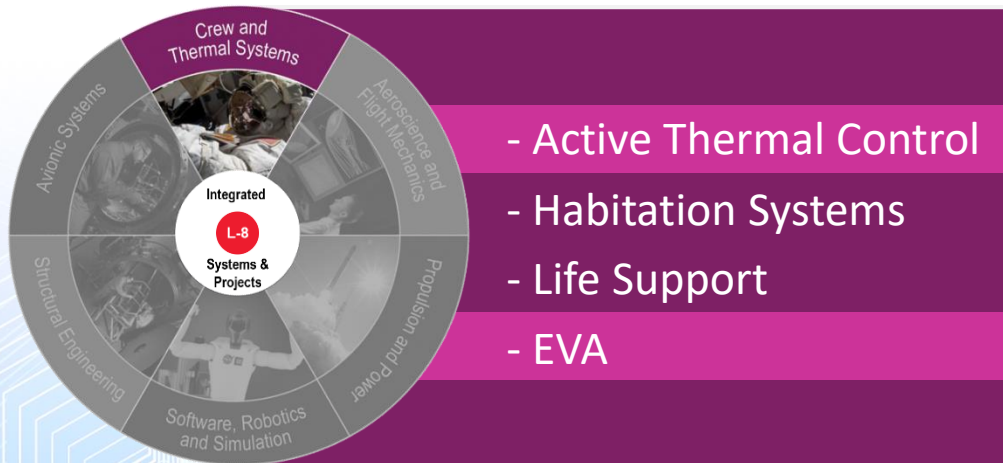 Crew and
Thermal Systems
Aeroscience and
Flight Mechanics
Propulsion and
Power
Software, Robotics
and Simulation
Structural Engineering
Avionic Systems
Integrated
L-8
Systems &
Projects
- Active Thermal Control
- Habitation Systems
- Life Support
- EVA